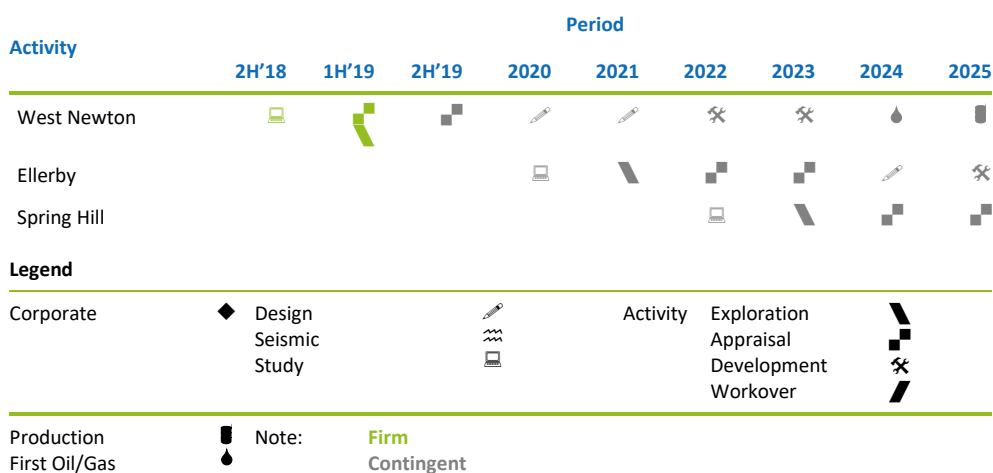 Period
Activity
2H'18 1H'19 2H'19 2020 2021 2022 2023 2024 2025
West Newton
Ellerby
Spring Hill
Legend
Corporate Design Activity Exploration
Seismic Appraisal
Study Development
Workover
Production Note: Firm
First Oil/Gas Contingent